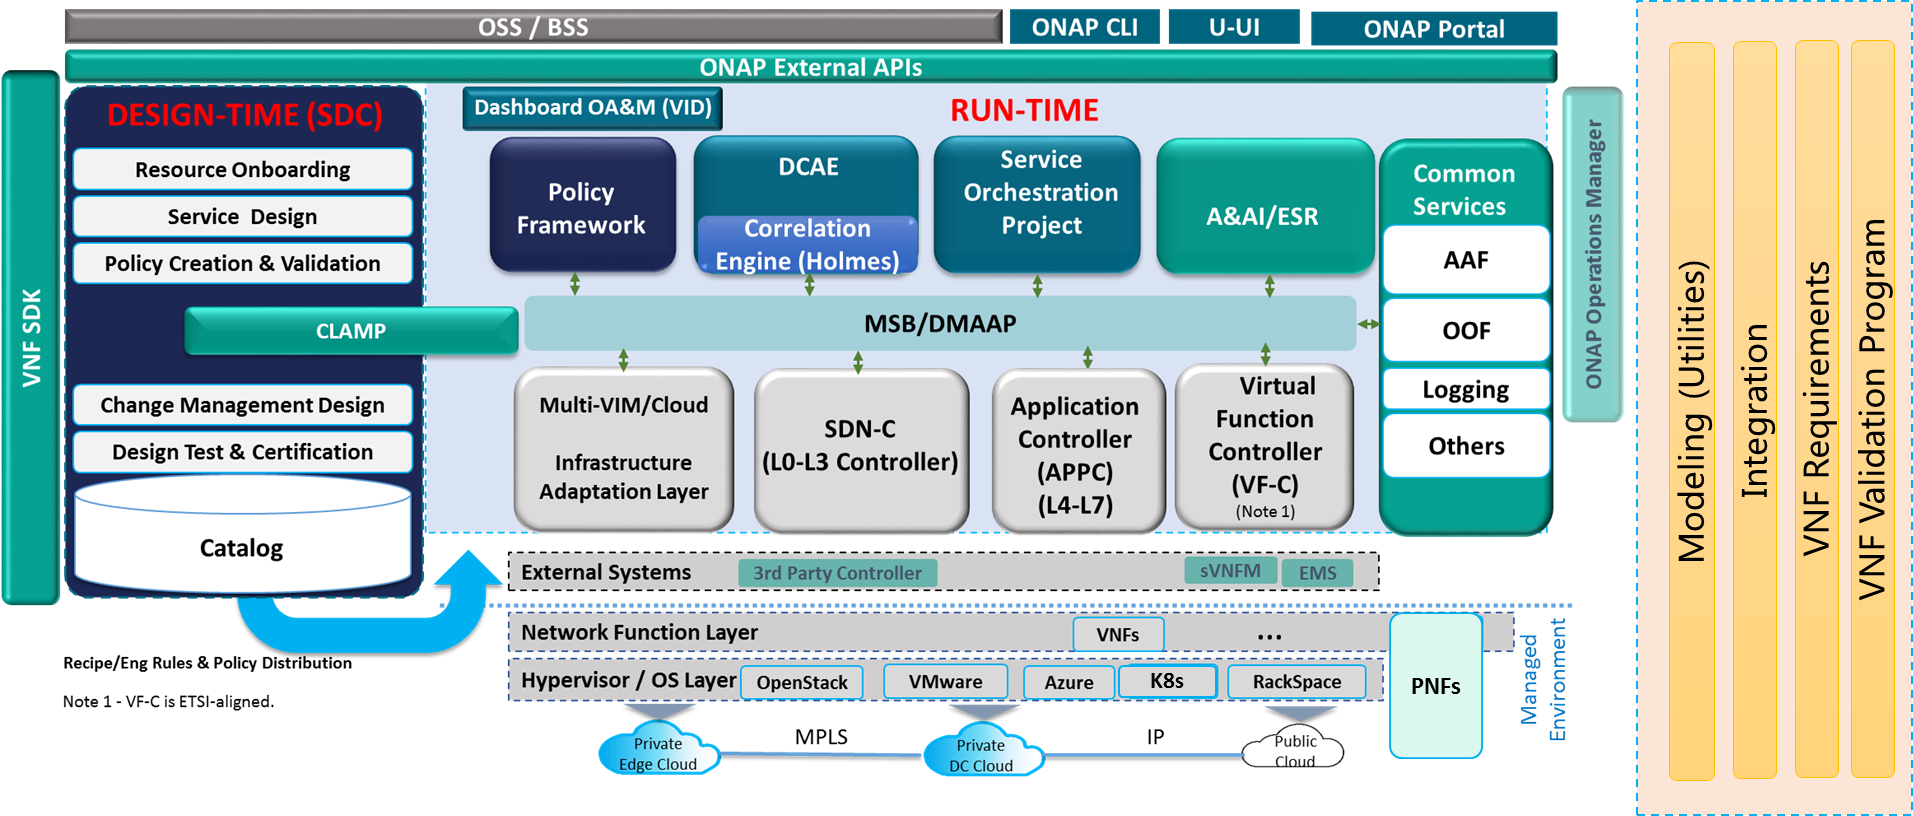 OSS / BSS
ONAP CLI
U-UI
ONAP Portal
ONAP External APIs
VNF SDK
DESIGN-TIME (SDC)
Resource Onboarding
Service Design
Policy Creation & Validation
CLAMP
Change Management Design
Design Test & Certification
Catalog
Dashboard OA&M (VID)
RUN-TIME
Policy
Framework
DCAE
Correlation
Engine (Holmes)
Service
Orchestration
Project
A&AI/ESR
Common
Services
AAF
OOF
Logging
Others
MSB/DMAAP
Multi-VIM/Cloud
Infrastructure
Adaptation Layer
SDN-C
(L0-L3 Controller)
Application
Controller
(APPC)
(L4-L7)
Virtual
Function
Controller
(VF-C)
(Note 1)
ONAP Operations Manager
External Systems
3rd Party Controller
sVNFM
EMS
Network Function Layer
VNFs
...
Hypervisor / OS Layer
OpenStack
VMware
Azure
K8s
RackSpace
PNFs
Managed
Environment
Private
Edge Cloud
MPLS
Private
DC Cloud
IP
Public
Cloud
Recipe/Eng Rules & Policy Distribution
Note 1 - VF-C is ETSI-aligned.
Modeling (Utilities)
Integration
VNF Requirements
VNF Validation Program